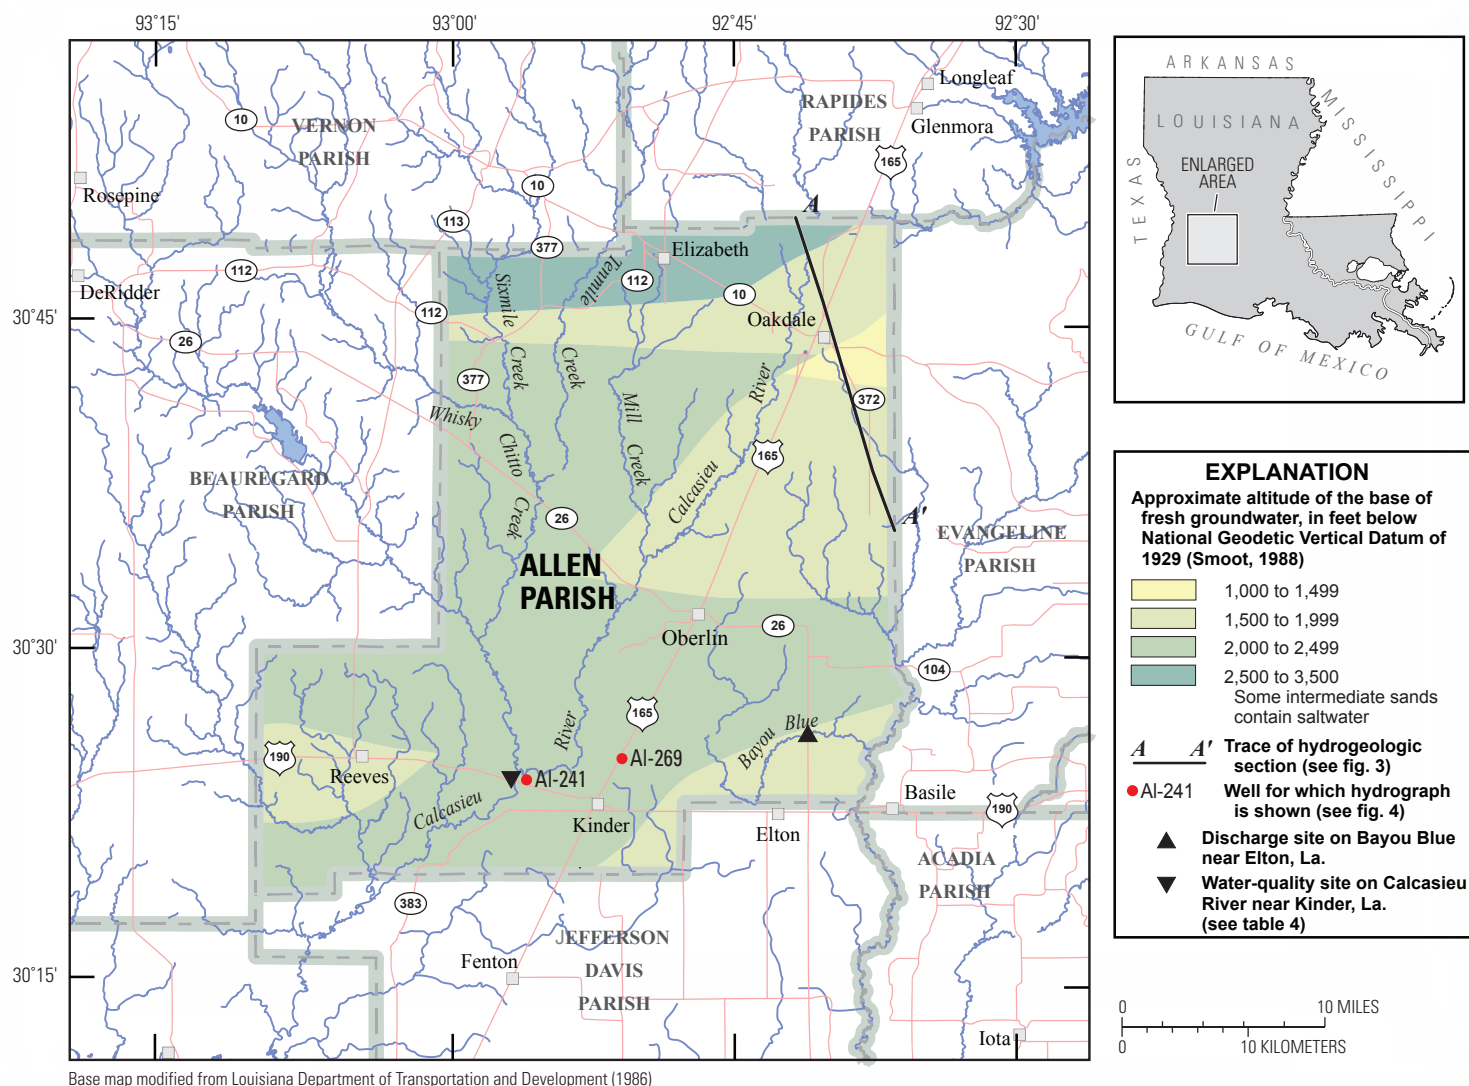 93°15'
93°00'
92°45'
92°30'
30°45'
30°30'
30°15'
Longleaf
RAPIDES
PARISH
Glenmora
10
VERNON
PARISH
165
Rosepine
10
113
A
377
Elizabeth
Tenmile
112
112
10
DeRidder
Sixmile
112
Oakdale
26
Creek
Creek
377
River
372
Whisky
Mill
Chitto
Creek
165
BEAUREGARD
PARISH
Calcasieu
Creek
26
A'
EVANGELINE
PARISH
ALLEN
PARISH
26
Oberlin
104
165
Blue
River
Bayou
190
Reeves
Al-269
Al-241
Calcasieu
Basile
190
Kinder
Elton
ACADIA
PARISH
383
JEFFERSON
DAVIS
PARISH
Fenton
Iota
Base map modified from Louisiana Department of Transportation and Development (1986)
ARKANSAS
LOUISIANA
MISSISSIPPI
TEXAS
ENLARGED
AREA
GULF OF MEXICO
EXPLANATION
Approximate altitude of the base of
fresh groundwater, in feet below
National Geodetic Vertical Datum of
1929 (Smoot, 1988)
1,000 to 1,499
1,500 to 1,999
2,000 to 2,499
2,500 to 3,500
Some intermediate sands
contain saltwater
A A' Trace of hydrogeologic
section (see fig. 3)
Al-241 Well for which hydrograph
is shown (see fig. 4)
Discharge site on Bayou Blue
near Elton, La.
Water-quality site on Calcasieu
River near Kinder, La.
(see table 4)
0 10 MILES
0 10 KILOMETERS